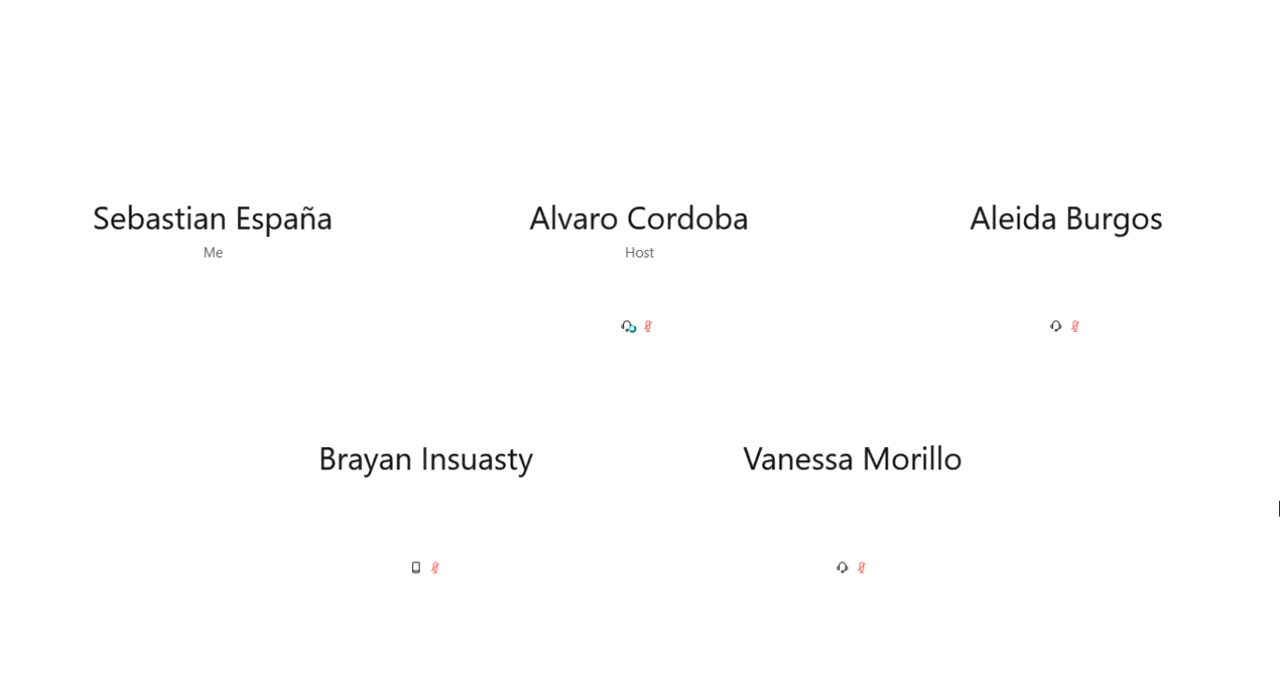 Sebastian España
Me
Alvaro Cordoba
Host
Aleida Burgos
Brayan Insuasty
Vanessa Morillo